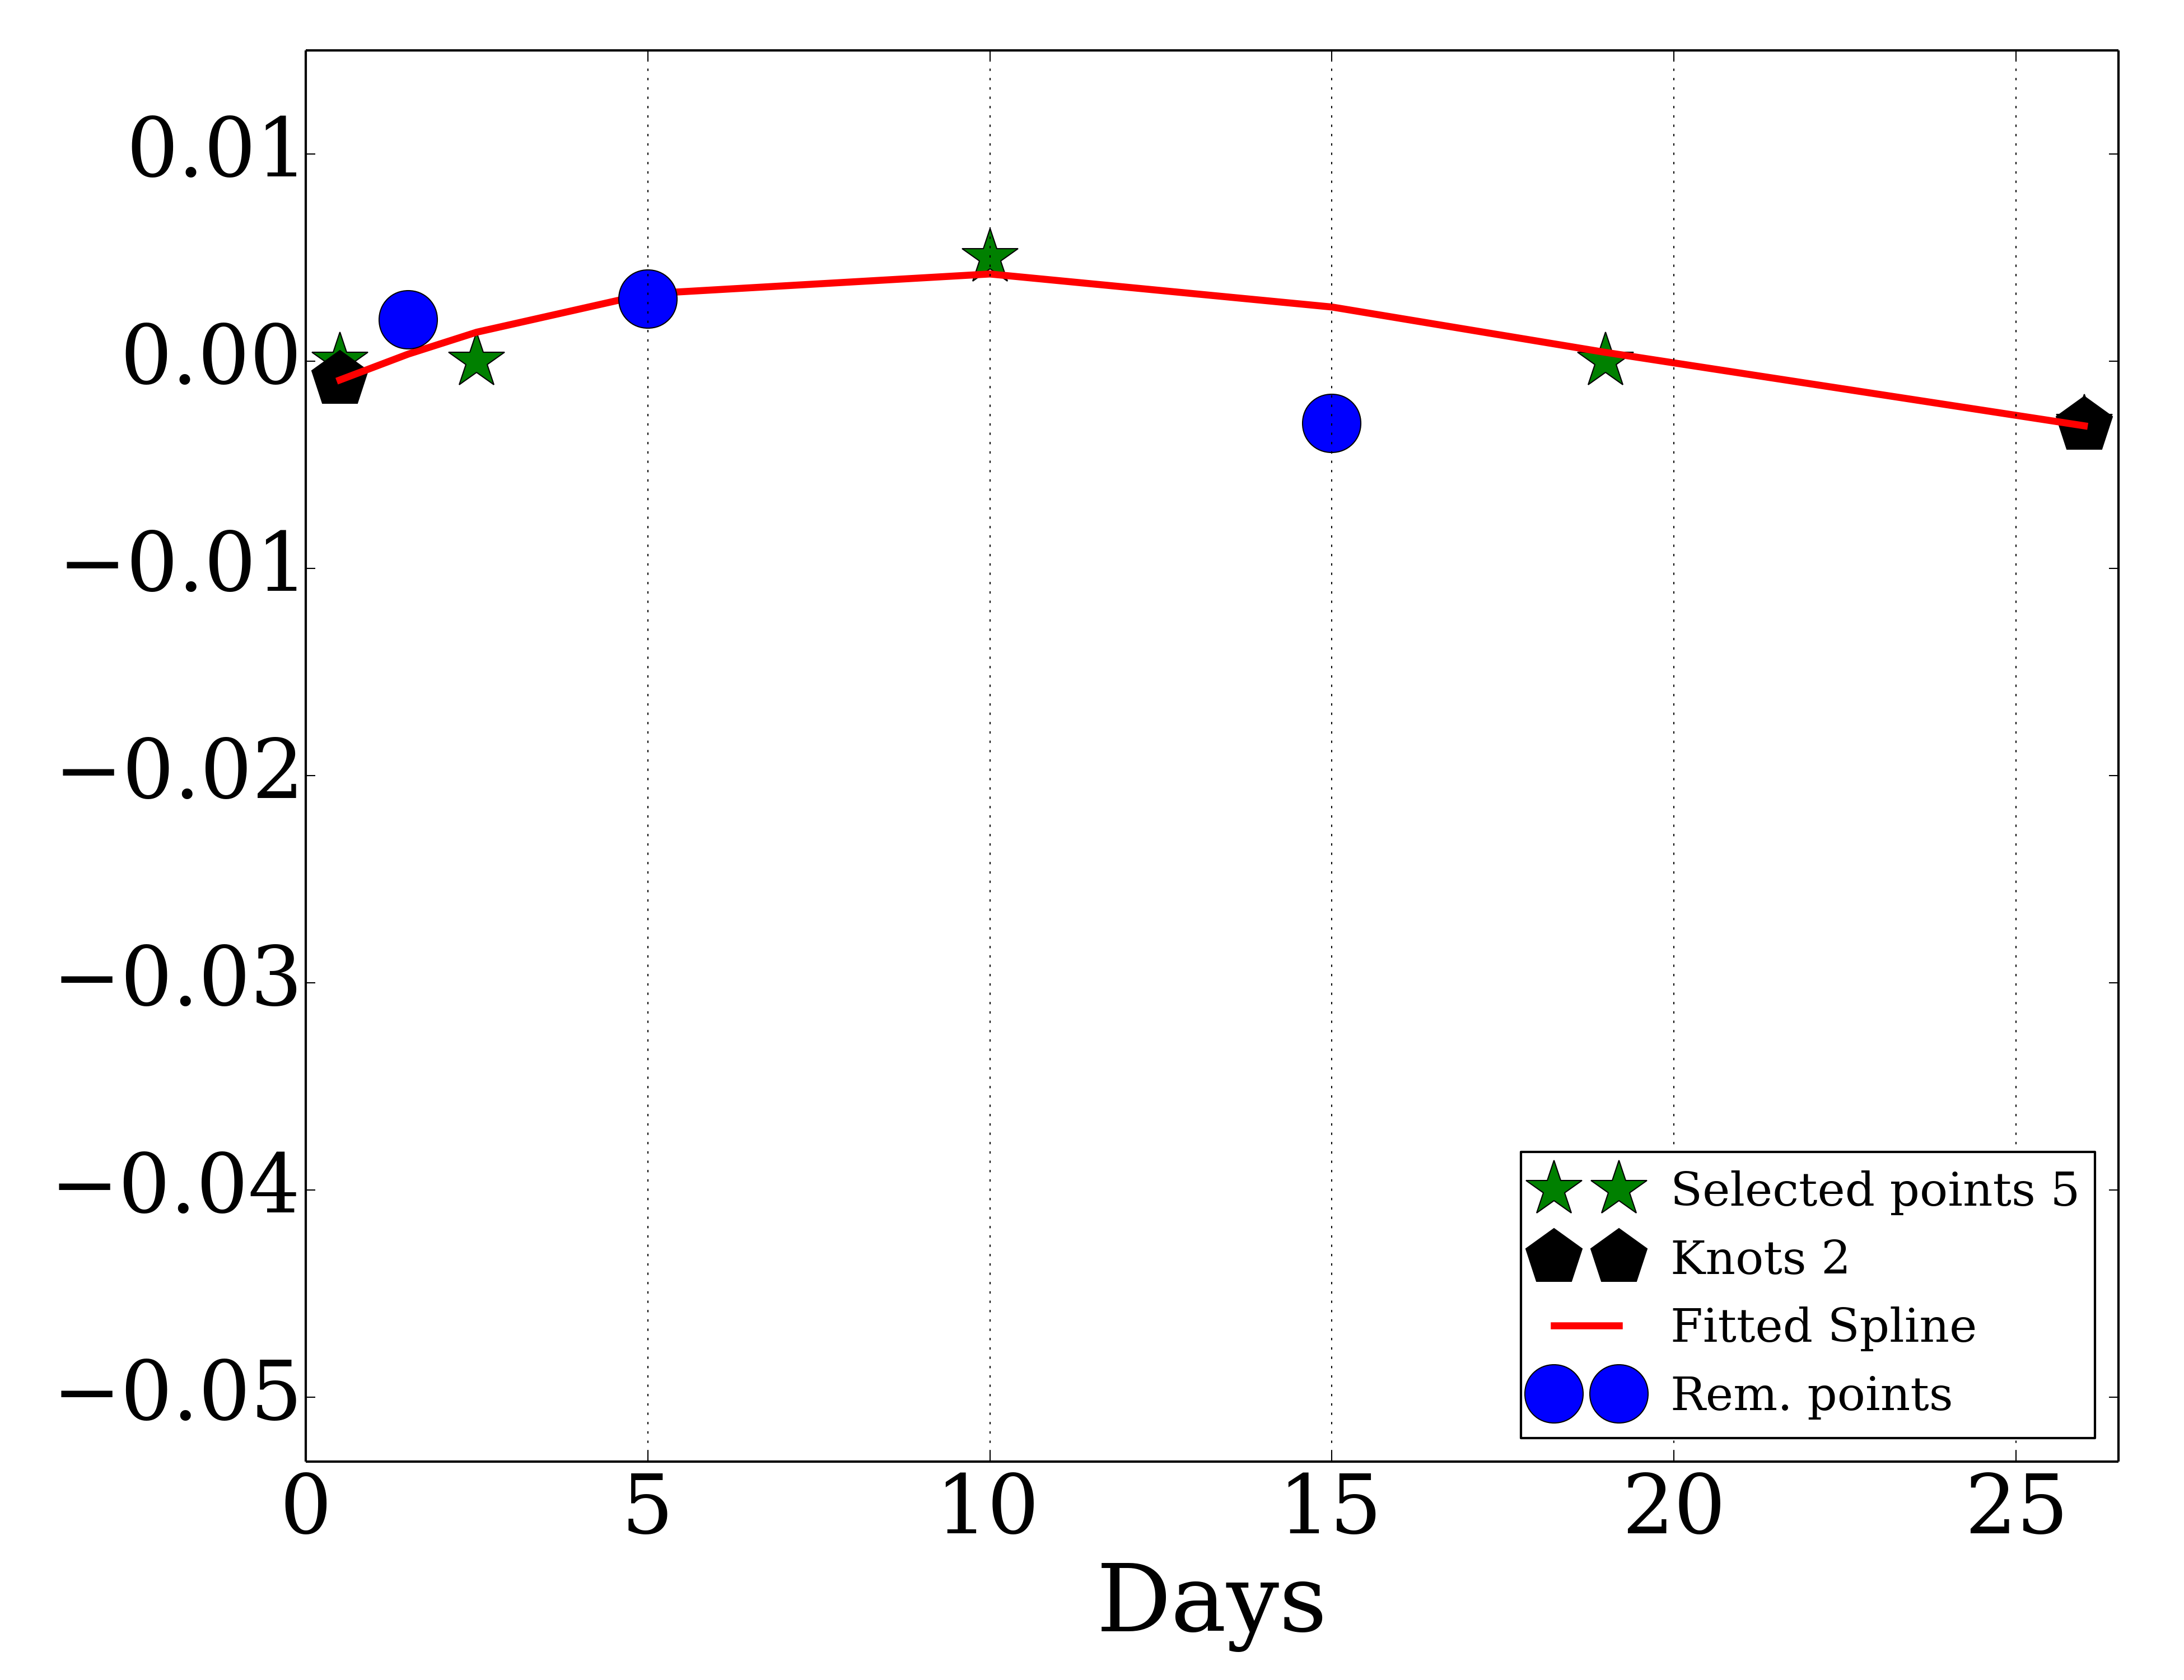 0.01
0.00
−0.01
−0.02
−0.03
−0.04
−0.05
Selected points 5
Knots 2
Fitted Spline
Rem. points
0 5 10 15 20 25
Days